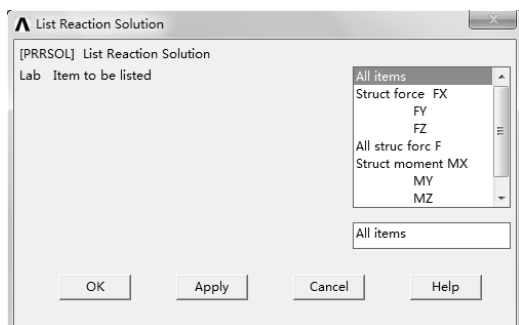 List Reaction Solution
[PRRSOL] List Reaction Solution
Lab Item to be listed
All items
Struct force FX
FY
FZ
All struc forc F
Struct moment MX
MY
MZ
All items
OK
Apply
Cancel
Help